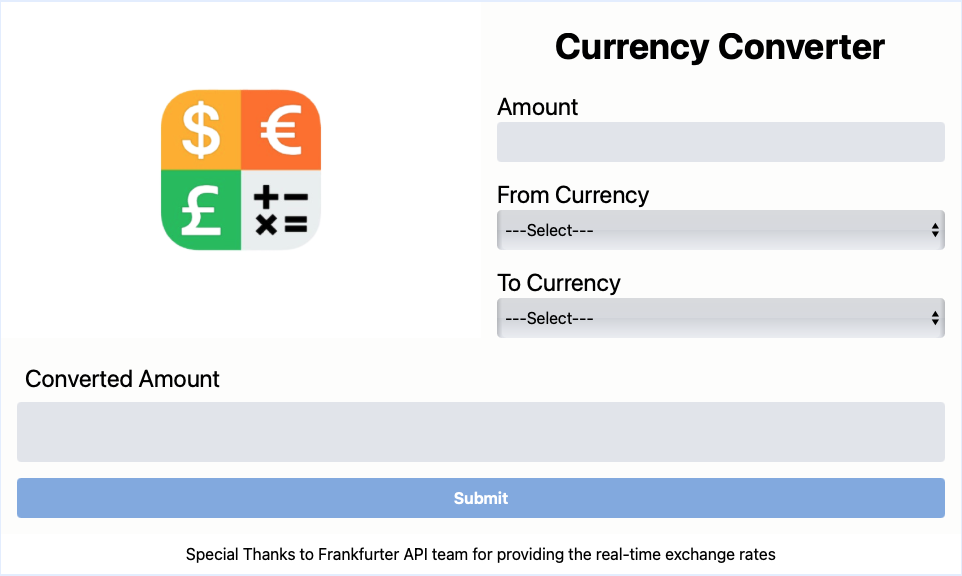 Currency Converter
$ €
£ + − × =
Amount
From Currency
---Select---
To Currency
---Select---
Converted Amount
Submit
Special Thanks to Frankfurter API team for providing the real-time exchange rates